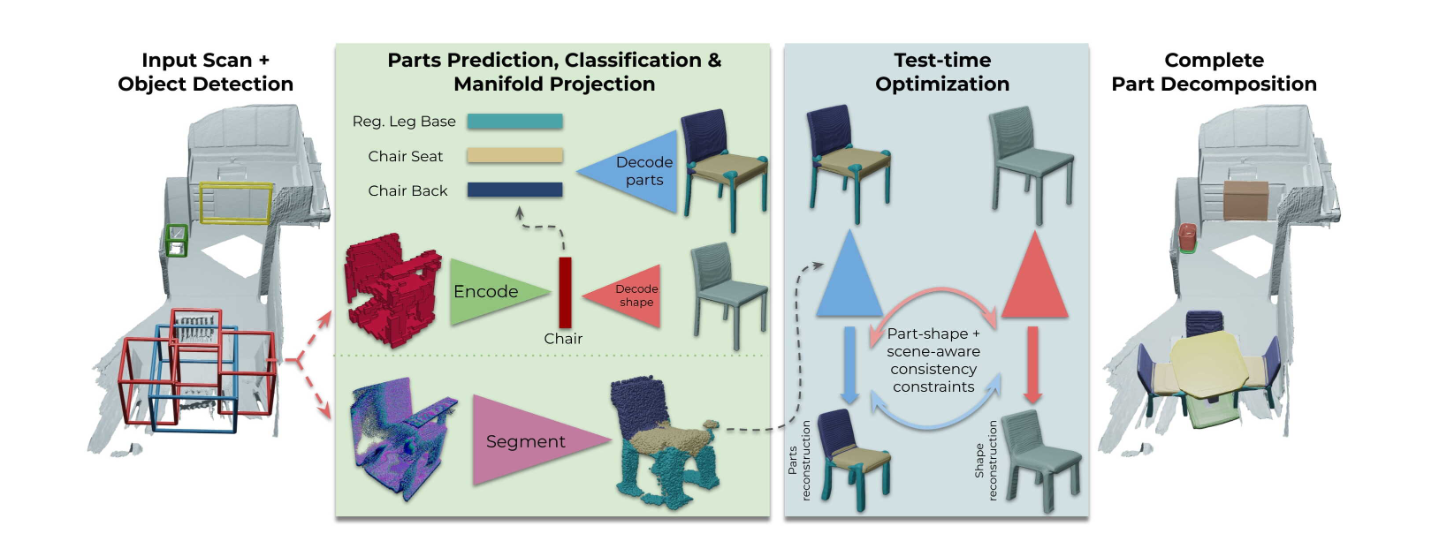 Input Scan +
Object Detection
Parts Prediction, Classification &
Manifold Projection
Reg. Leg Base
Chair Seat
Chair Back
Decode
parts
Encode
Chair
Decode
shape
Segment
Test-time
Optimization
Part-shape +
scene-aware
consistency
constraints
Parts
reconstruction
Shape
reconstruction
Complete
Part Decomposition